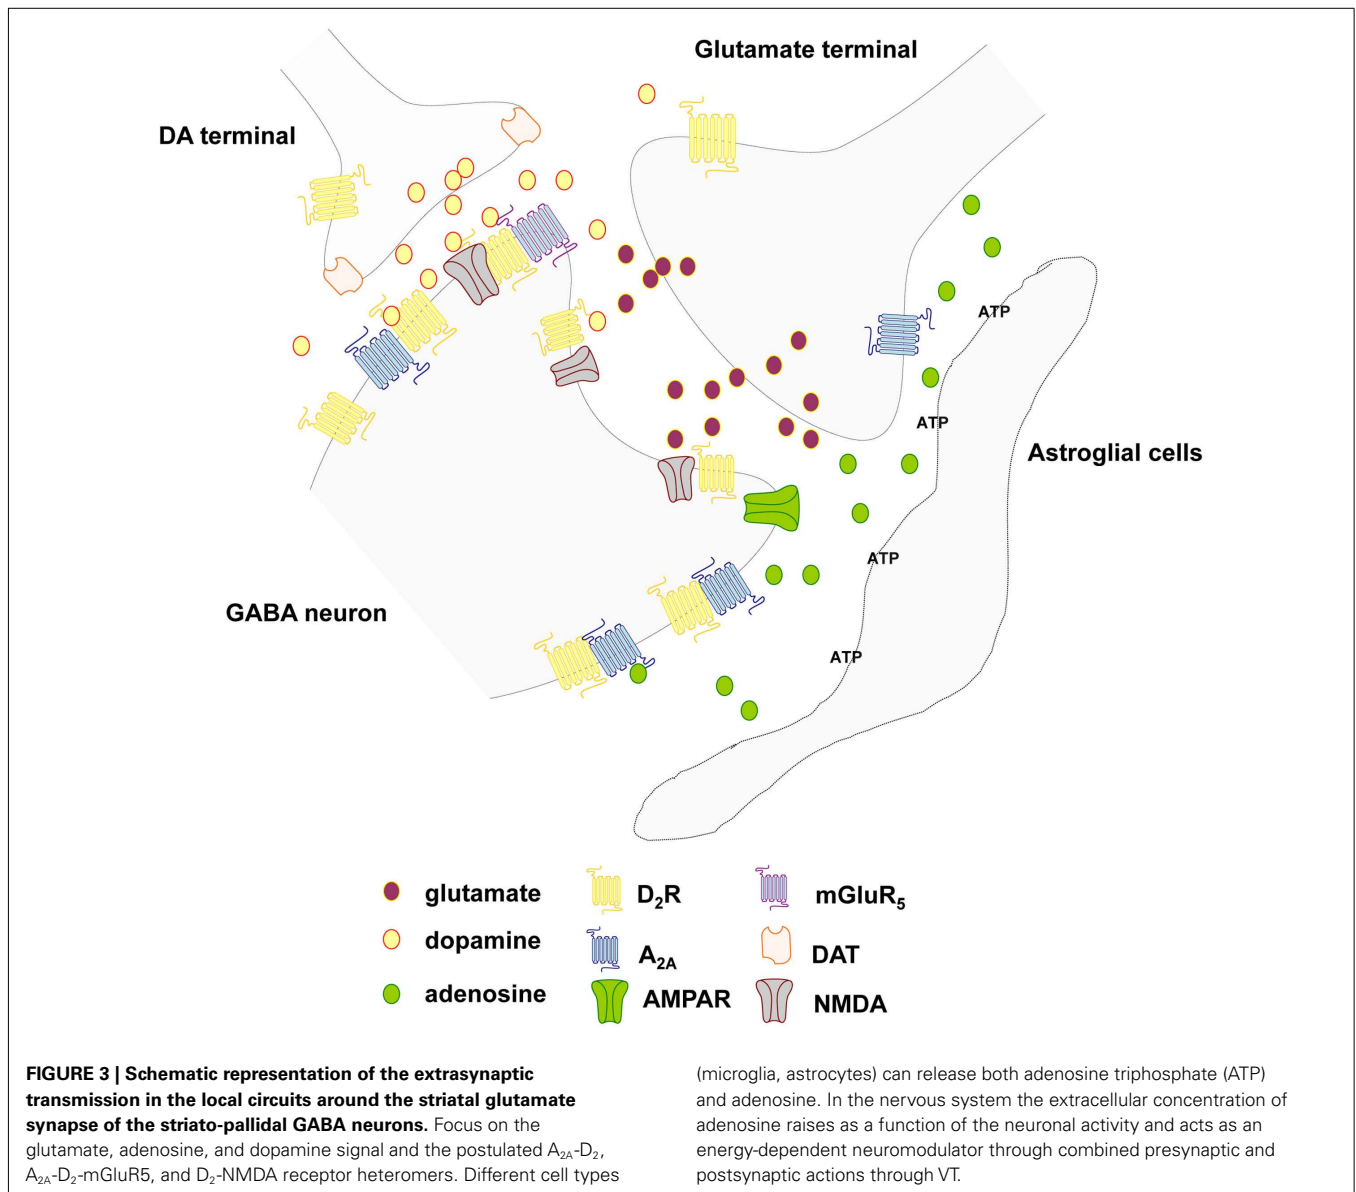 Glutamate terminal
DA terminal
ATP
ATP
Astroglial cells
ATP
GABA neuron
ATP
glutamate
D2R
mGluR5
dopamine
A2A
DAT
adenosine
AMPAR
NMDA
FIGURE 3 | Schematic representation of the extrasynaptic
transmission in the local circuits around the striatal glutamate
synapse of the striato-pallidal GABA neurons. Focus on the
glutamate, adenosine, and dopamine signal and the postulated A2A-D2,
A2A-D2-mGluR5, and D2-NMDA receptor heteromers. Different cell types
(microglia, astrocytes) can release both adenosine triphosphate (ATP)
and adenosine. In the nervous system the extracellular concentration of
adenosine raises as a function of the neuronal activity and acts as an
energy-dependent neuromodulator through combined presynaptic and
postsynaptic actions through VT.